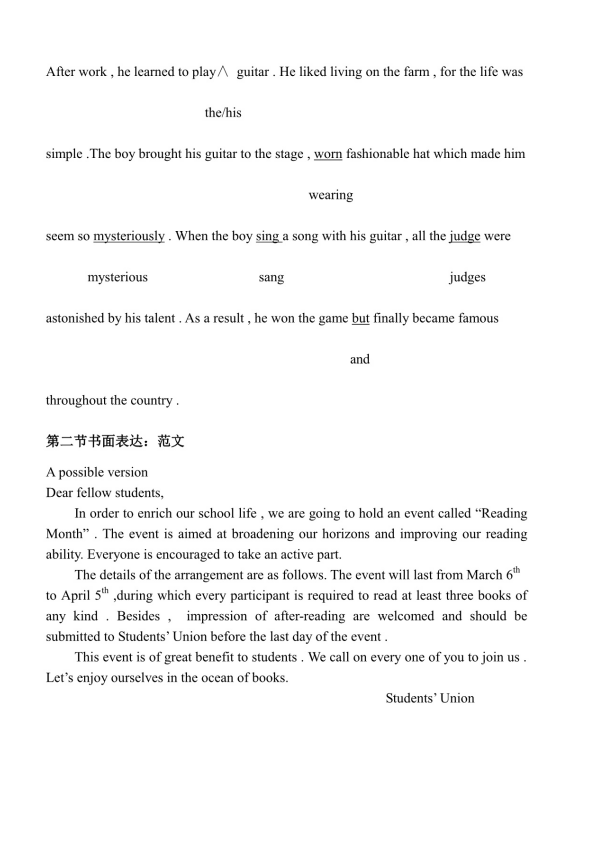 After work , he learned to play∧ guitar . He liked living on the farm , for the life was
the/his
simple .The boy brought his guitar to the stage , worn fashionable hat which made him
wearing
seem so mysteriously . When the boy sing a song with his guitar , all the judge were
mysterious sang judges
astonished by his talent . As a result , he won the game but finally became famous
and
throughout the country .
第二节书面表达：范文
A possible version
Dear fellow students,
In order to enrich our school life , we are going to hold an event called “Reading
Month” . The event is aimed at broadening our horizons and improving our reading
ability. Everyone is encouraged to take an active part.
The details of the arrangement are as follows. The event will last from March 6th
to April 5th ,during which every participant is required to read at least three books of
any kind . Besides , impression of after-reading are welcomed and should be
submitted to Students’ Union before the last day of the event .
This event is of great benefit to students . We call on every one of you to join us .
Let’s enjoy ourselves in the ocean of books.
Students’ Union